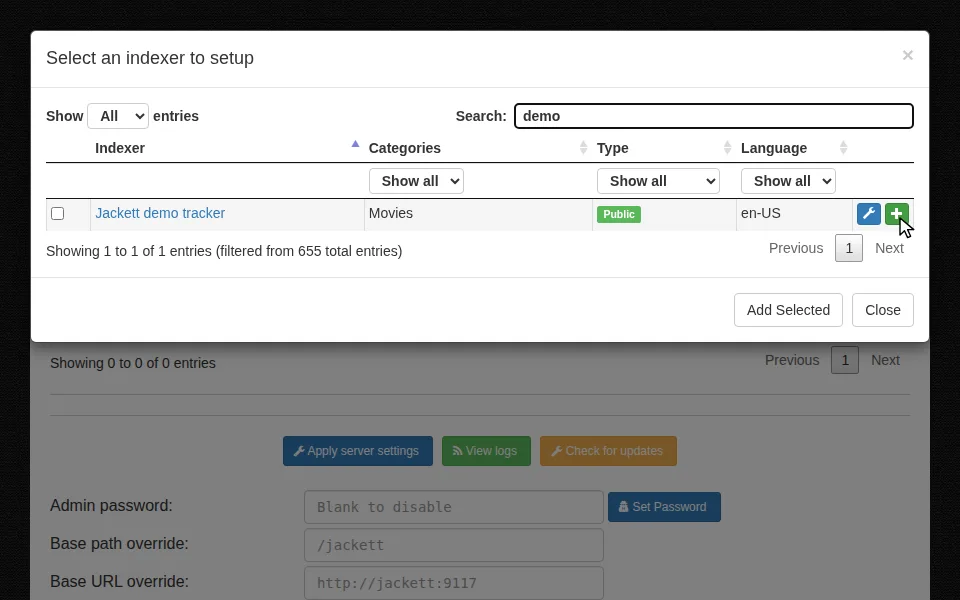 Select an indexer to setup
×
Show All entries
Search: demo
Indexer Categories Type Language
Show all Show all Show all
Jackett demo tracker Movies Public en-US
Showing 1 to 1 of 1 entries (filtered from 655 total entries)
Previous 1 Next
Add Selected Close
Showing 0 to 0 of 0 entries
Previous 1 Next
Apply server settings View logs Check for updates
Admin password: Blank to disable Set Password
Base path override: /jackett
Base URL override: http://jackett:9117